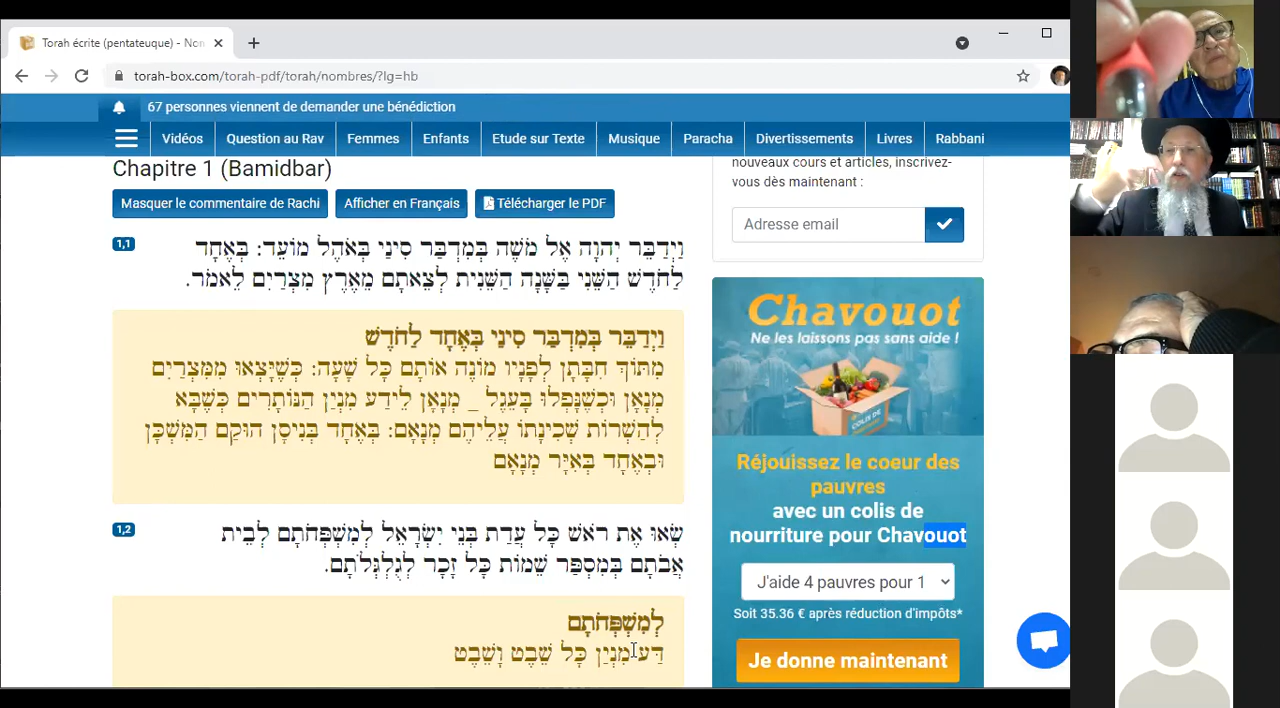 Torah écrite (pentateuque) - Non
torah-box.com/torah-pdf/torah/nombres/?lg=hb
67 personnes viennent de demander une bénédiction
Vidéos
Question au Rav
Femmes
Enfants
Etude sur Texte
Musique
Paracha
Divertissements
Livres
Rabbani
Chapitre 1 (Bamidbar)
Masquer le commentaire de Rachi
Afficher en Français
Télécharger le PDF
1,1
וַיְדַבֵּר יְהוָה אֶל מֹשֶׁה בְּמִדְבַּר סִינַי בְּאֹהֶל מוֹעֵד: בְּאֶחָד
לַחֹדֶשׁ הַשֵּׁנִי בַּשָּׁנָה הַשֵּׁנִית לְצֵאתָם מֵאֶרֶץ מִצְרַיִם לֵאמֹר.
וַיְדַבֵּר בְּמִדְבַּר סִינַי בְּאֶחָד לַחֹדֶשׁ
מִתּוֹךְ חִבָּתָן לְפָנָיו מוֹנֶה אוֹתָם כָּל שָׁעָה: כְּשֶׁיָּצְאוּ מִמִּצְרַיִם
מְנָאָן וּכְשֶׁנָּפְלוּ בָּעֵגֶל _ מְנָאָן לֵידַע מִנְיַן הַנּוֹתָרִים כְּשֶׁבָּא
לְהַשְׁרוֹת שְׁכִינָתוֹ עֲלֵיהֶם מְנָאָם: בְּאֶחָד בְּנִיסָן הוּקַם הַמִּשְׁכָּן
וּבְאֶחָד בְּאִיָּר מְנָאָם
1,2
שְׂאוּ אֶת רֹאשׁ כָּל עֲדַת בְּנֵי יִשְׂרָאֵל לְמִשְׁפְּחֹתָם לְבֵית
אֲבֹתָם בְּמִסְפַּר שֵׁמוֹת כָּל זָכָר לְגֻלְגְּלֹתָם.
לְמִשְׁפְּחֹתָם
דַּע מִנְיַן כָּל שֵׁבֶט וָשֵׁבֶט
nouveaux cours et articles, inscrivez-
vous dès maintenant :
Adresse email
Chavouot
Ne les laissons pas sans aide !
COLIS DE
Réjouissez le coeur des
pauvres
avec un colis de
nourriture pour Chavouot
J'aide 4 pauvres pour 1
Soit 35.36 € après réduction d'impôts*
Je donne maintenant